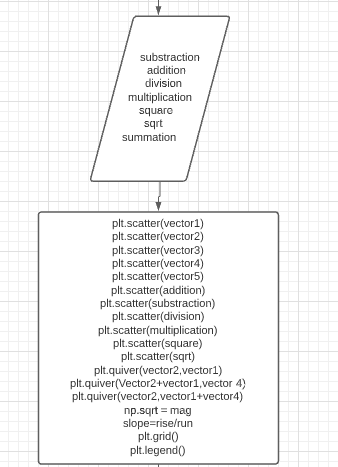 substraction
addition
division
multiplication
square
sqrt
summation
plt.scatter(vector1)
plt.scatter(vector2)
plt.scatter(vector3)
plt.scatter(vector4)
plt.scatter(vector5)
plt.scatter(addition)
plt.scatter(substraction)
plt.scatter(division)
plt.scatter(multiplication)
plt.scatter(square)
plt.scatter(sqrt)
plt.quiver(vector2,vector1)
plt.quiver(Vector2+vector1,vector 4)
plt.quiver(vector2,vector1+vector4)
np.sqrt = mag
slope=rise/run
plt.grid()
plt.legend()